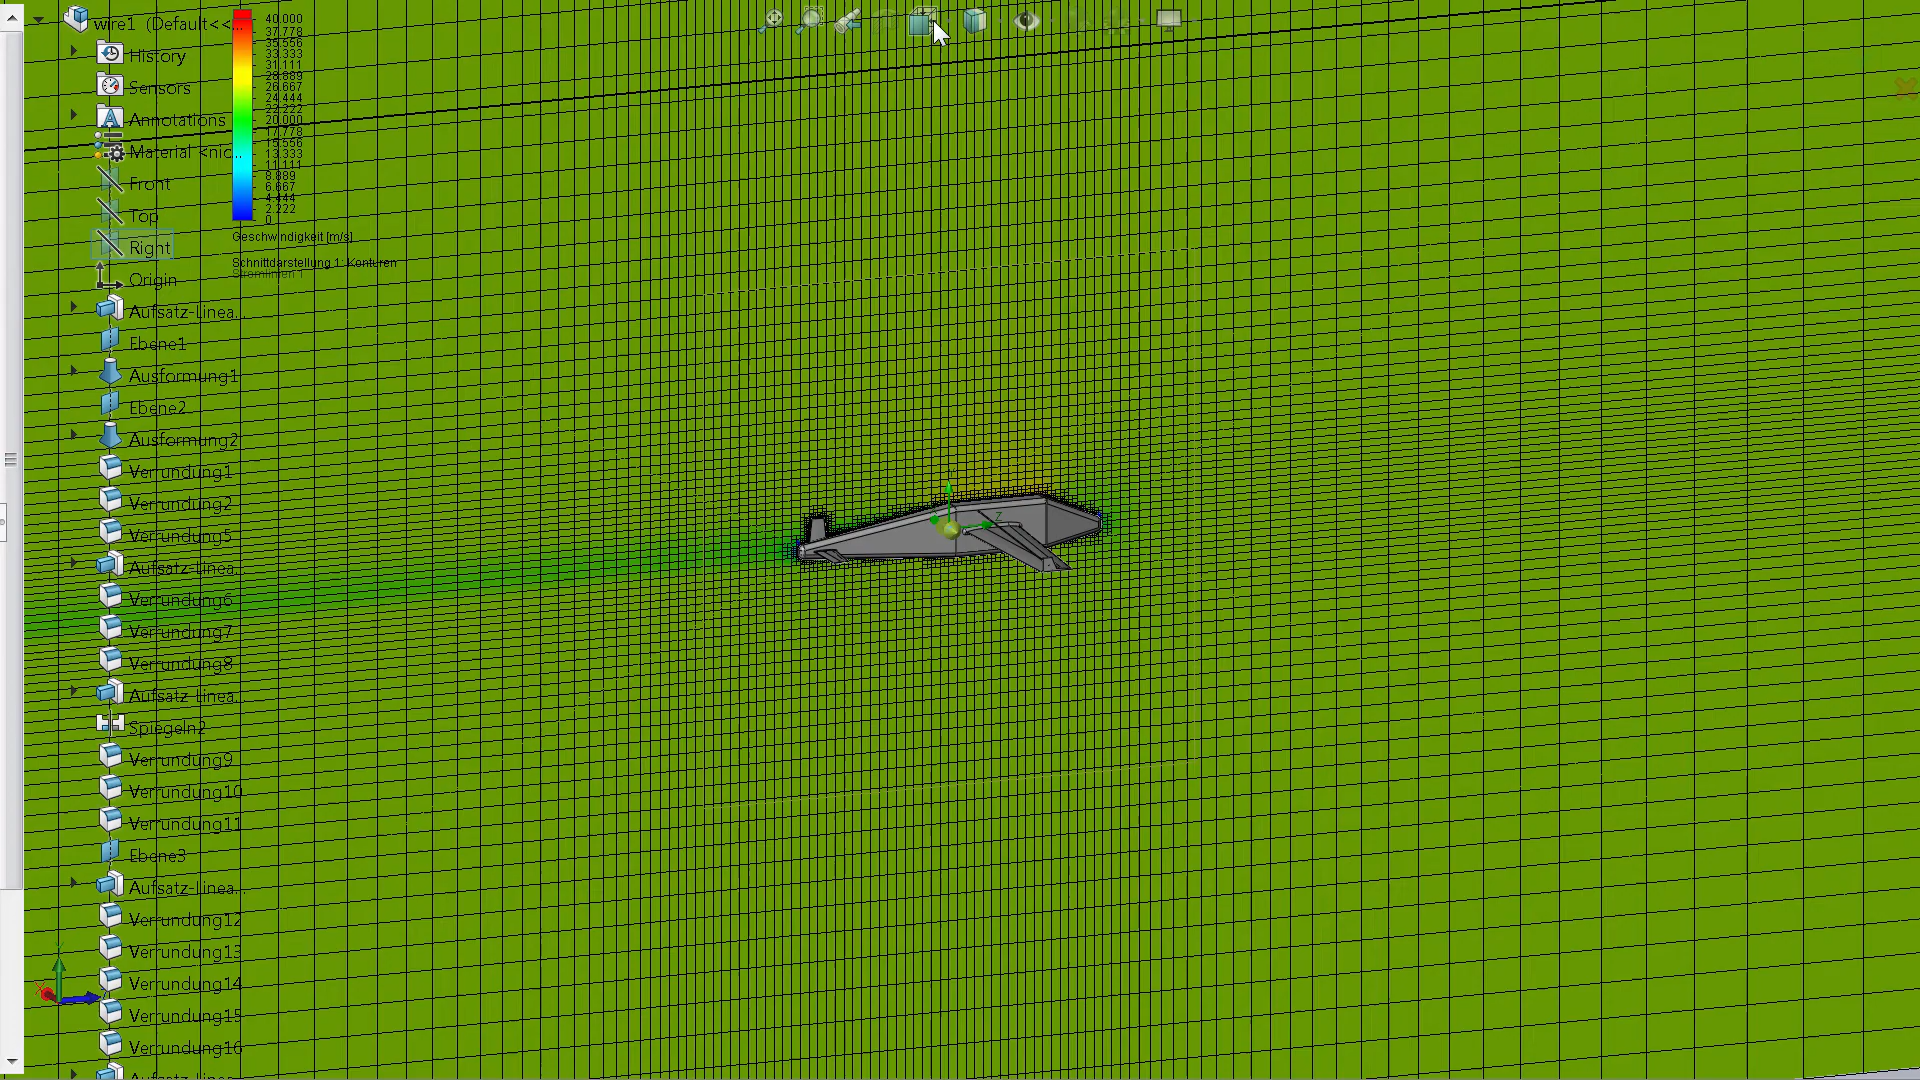 wire1 (Default<<...
History
Sensors
Annotations
Material <nic...
Front
Top
Right
Origin
Aufsatz-Linea...
Ebene1
Ausformung1
Ebene2
Ausformung2
Verrundung1
Verrundung2
Verrundung5
Aufsatz-Linea...
Verrundung6
Verrundung7
Verrundung8
Aufsatz-Linea...
Spiegeln2
Verrundung9
Verrundung10
Verrundung11
Ebene3
Aufsatz-Linea...
Verrundung12
Verrundung13
Verrundung14
Verrundung15
Verrundung16
Aufsatz-Linea...
40.000
37.778
35.556
33.333
31.111
28.889
26.667
24.444
22.222
20.000
17.778
15.556
13.333
11.111
8.889
6.667
4.444
2.222
0
Geschwindigkeit [m/s]
Schnittdarstellung 1: Konturen
Stromlinien 1
Z